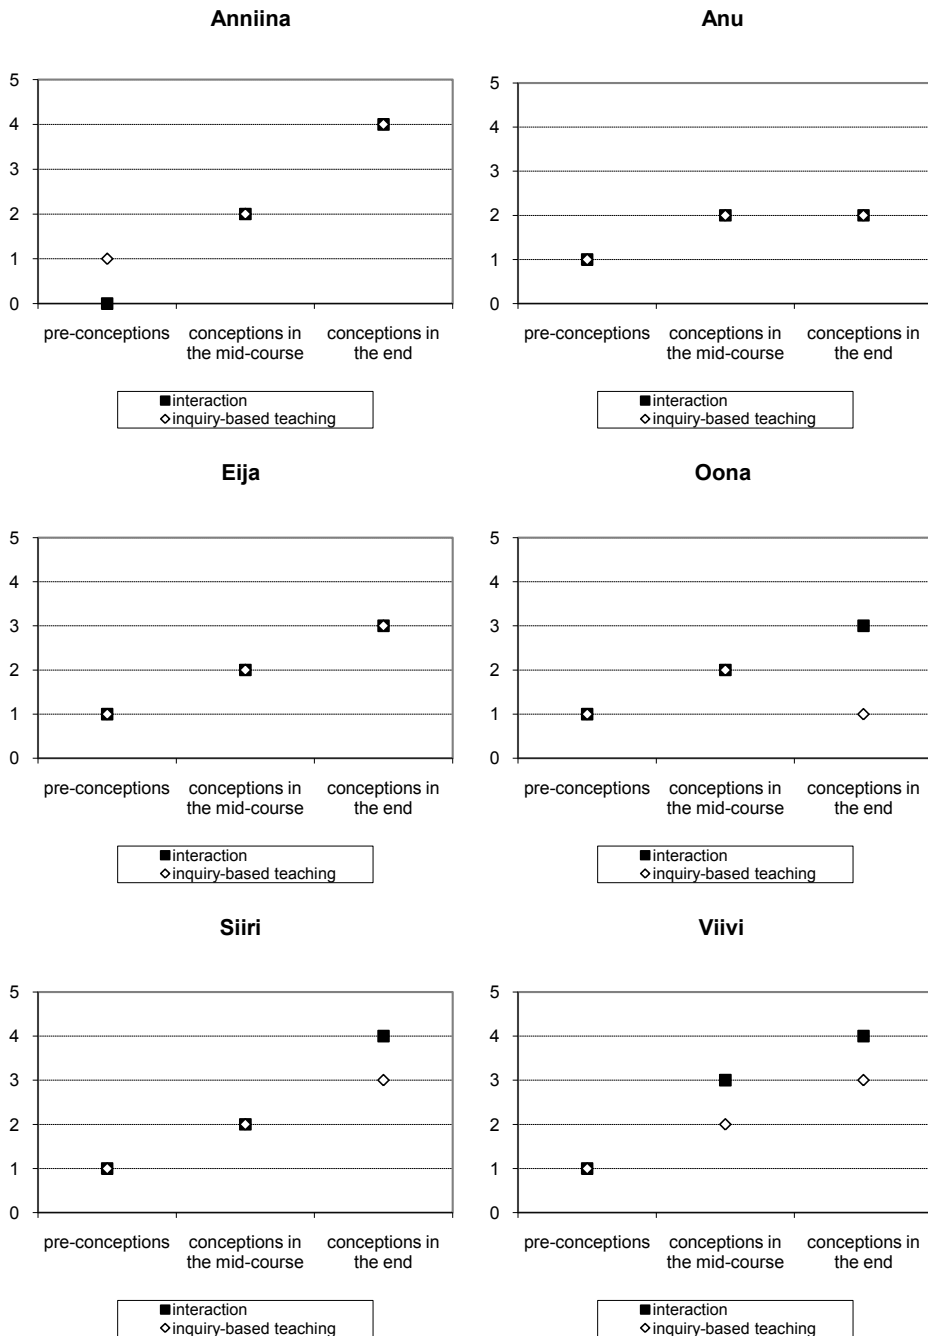 Anniina
5
4
3
2
1
0
pre-conceptions
conceptions in
the mid-course
conceptions in
the end
interaction
inquiry-based teaching
Anu
5
4
3
2
1
0
pre-conceptions
conceptions in
the mid-course
conceptions in
the end
interaction
inquiry-based teaching
Eija
5
4
3
2
1
0
pre-conceptions
conceptions in
the mid-course
conceptions in
the end
interaction
inquiry-based teaching
Oona
5
4
3
2
1
0
pre-conceptions
conceptions in
the mid-course
conceptions in
the end
interaction
inquiry-based teaching
Siiri
5
4
3
2
1
0
pre-conceptions
conceptions in
the mid-course
conceptions in
the end
interaction
inquiry-based teaching
Viivi
5
4
3
2
1
0
pre-conceptions
conceptions in
the mid-course
conceptions in
the end
interaction
inquiry-based teaching